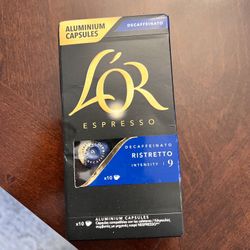 ALUMINIUM
CAPSULES
DECAFFEINATO
L'OR
ESPRESSO
DECAFFEINATO
RISTRETTO
INTENSITY | 9
x10
x10
ALUMINIUM CAPSULES